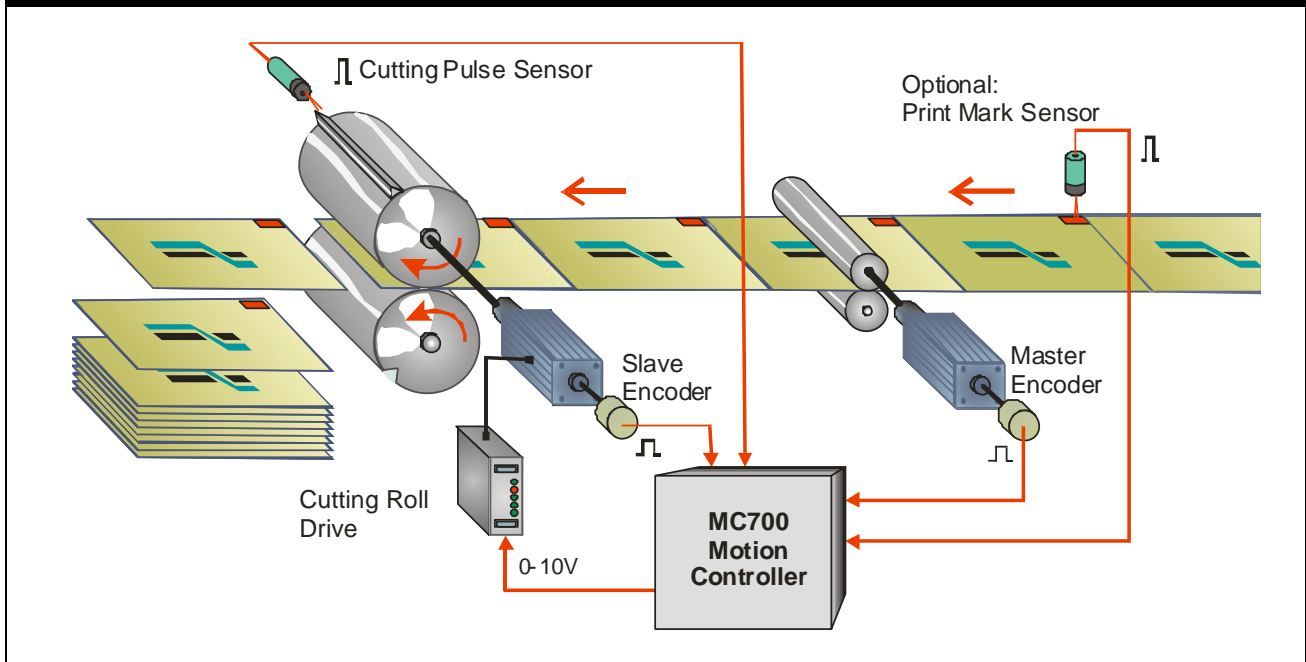 Cutting Pulse Sensor
Optional:
Print Mark Sensor
Slave
Encoder
Master
Encoder
Cutting Roll
Drive
0-10V
MC700
Motion
Controller